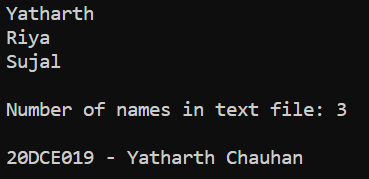 Yatharth
Riya
Sujal
Number of names in text file: 3
20DCE019 - Yatharth Chauhan